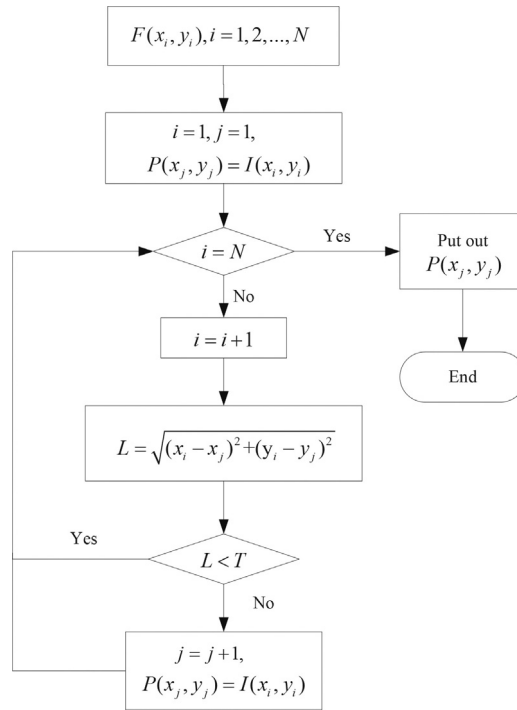 F(x_i, y_i), i = 1, 2, ..., N
i = 1, j = 1,
P(x_j, y_j) = I(x_i, y_i)
i = N
Yes
Put out
P(x_j, y_j)
No
i = i+1
End
L = √((x_i − x_j)² + (y_i − y_j)²)
Yes
L < T
No
j = j+1,
P(x_j, y_j) = I(x_i, y_i)